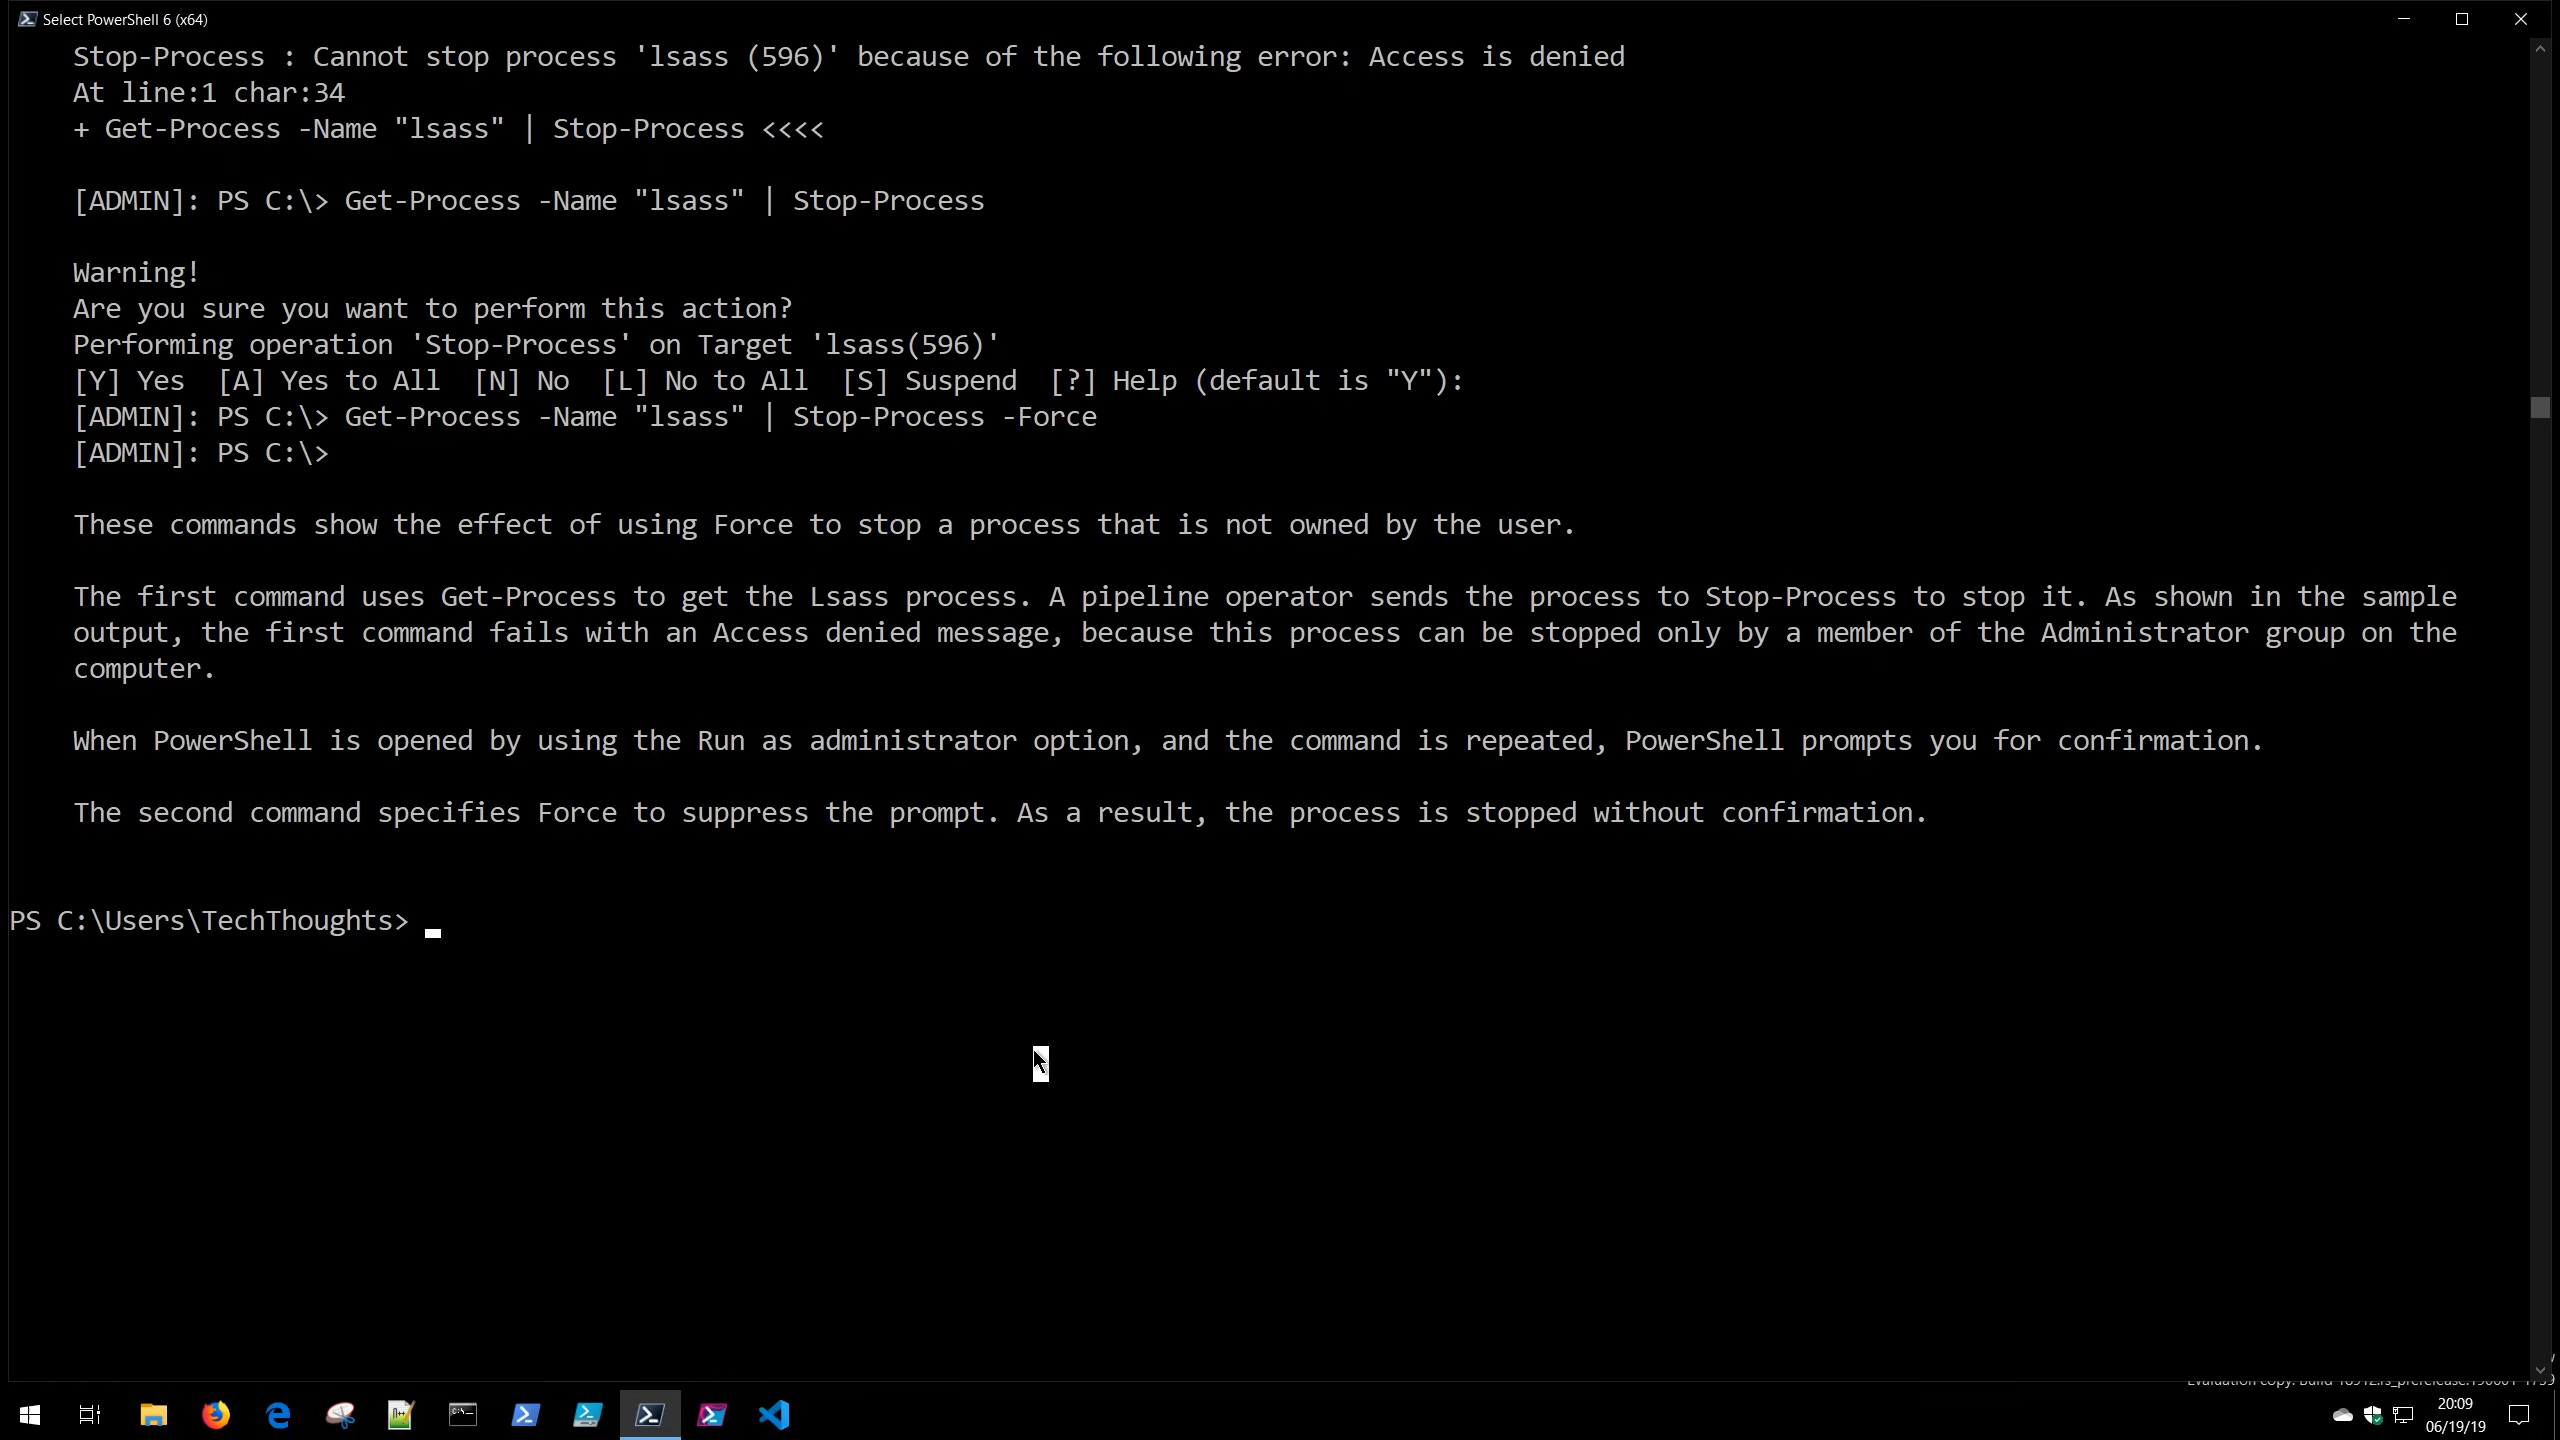 Select PowerShell 6 (x64)
Stop-Process : Cannot stop process 'lsass (596)' because of the following error: Access is denied
At line:1 char:34
+ Get-Process -Name "lsass" | Stop-Process <<<<
[ADMIN]: PS C:\> Get-Process -Name "lsass" | Stop-Process
Warning!
Are you sure you want to perform this action?
Performing operation 'Stop-Process' on Target 'lsass(596)'
[Y] Yes  [A] Yes to All  [N] No  [L] No to All  [S] Suspend  [?] Help (default is "Y"):
[ADMIN]: PS C:\> Get-Process -Name "lsass" | Stop-Process -Force
[ADMIN]: PS C:\>
These commands show the effect of using Force to stop a process that is not owned by the user.
The first command uses Get-Process to get the Lsass process. A pipeline operator sends the process to Stop-Process to stop it. As shown in the sample
output, the first command fails with an Access denied message, because this process can be stopped only by a member of the Administrator group on the
computer.
When PowerShell is opened by using the Run as administrator option, and the command is repeated, PowerShell prompts you for confirmation.
The second command specifies Force to suppress the prompt. As a result, the process is stopped without confirmation.
PS C:\Users\TechThoughts>
Evaluation copy. Build
20:09
06/19/19